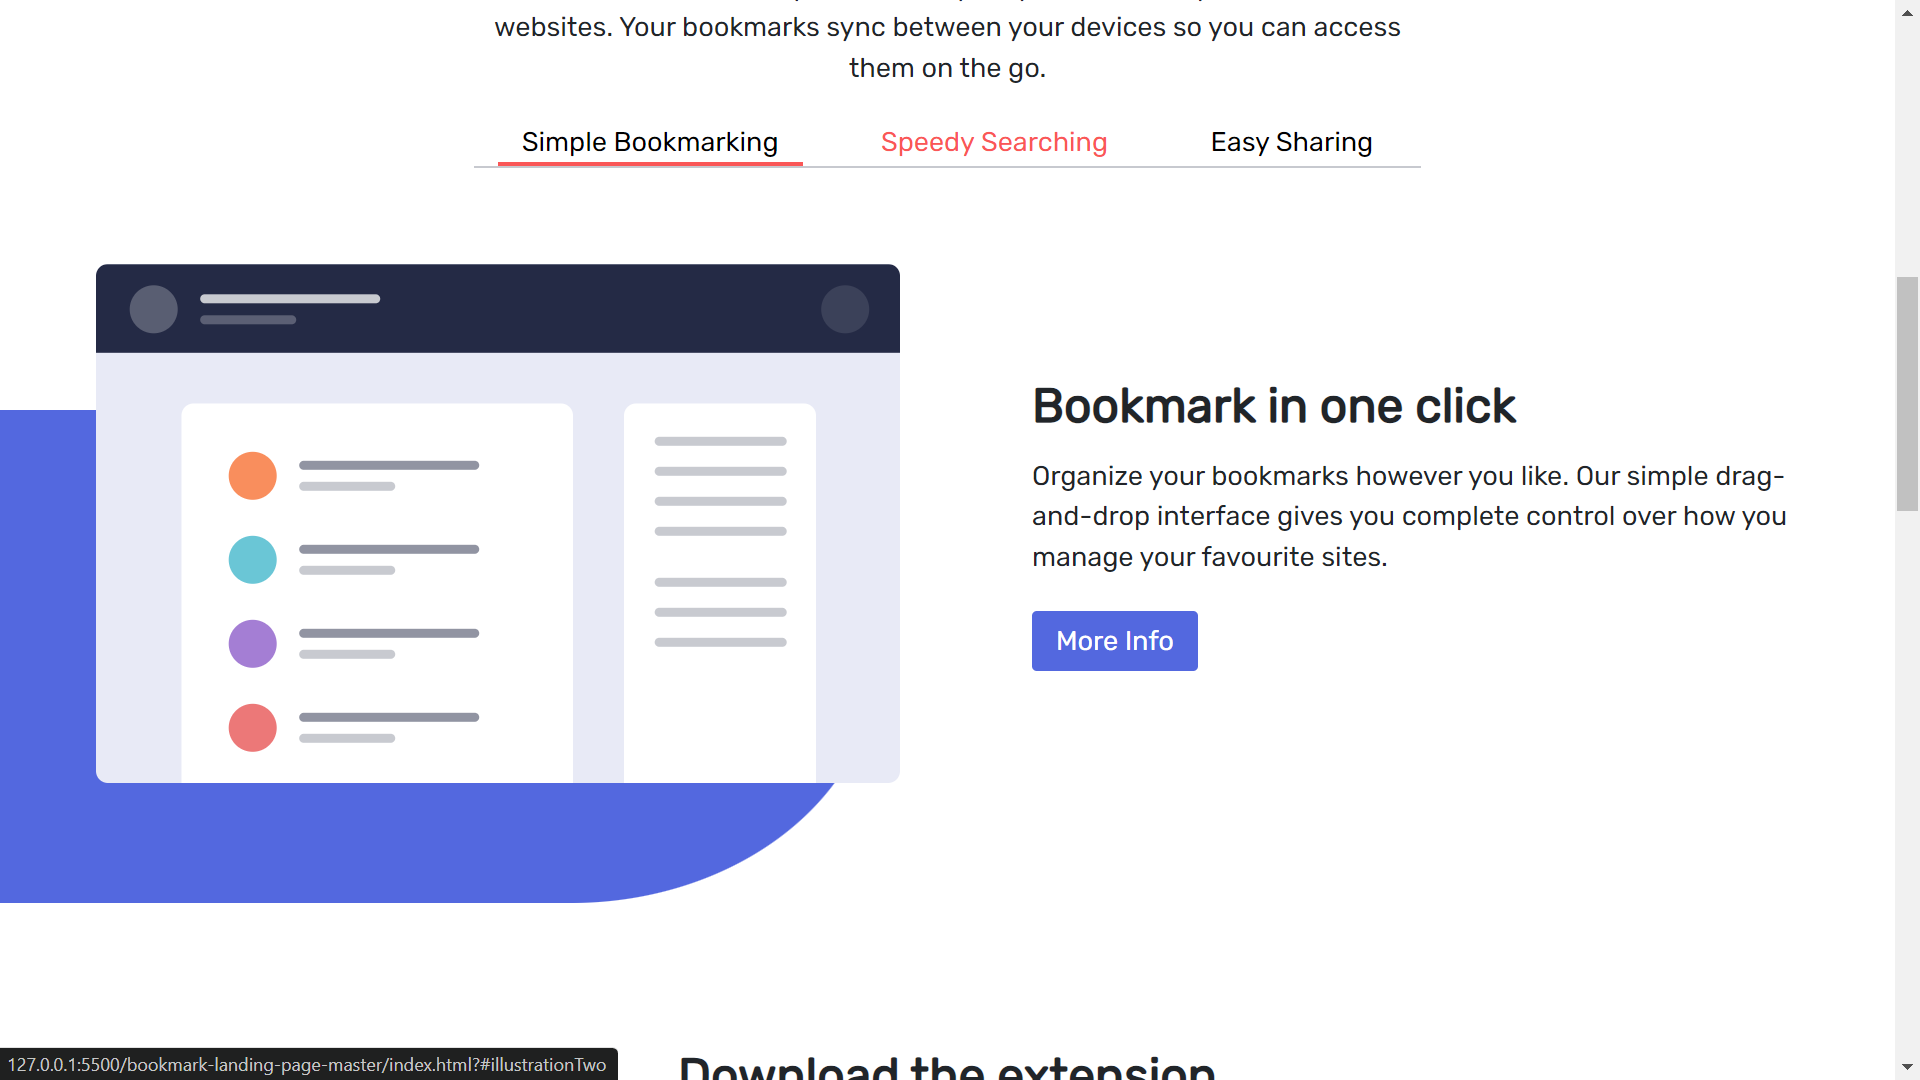 websites. Your bookmarks sync between your devices so you can access
them on the go.
Simple Bookmarking
Speedy Searching
Easy Sharing
Bookmark in one click
Organize your bookmarks however you like. Our simple drag-
and-drop interface gives you complete control over how you
manage your favourite sites.
More Info
Download the extension
127.0.0.1:5500/bookmark-landing-page-master/index.html?#illustrationTwo